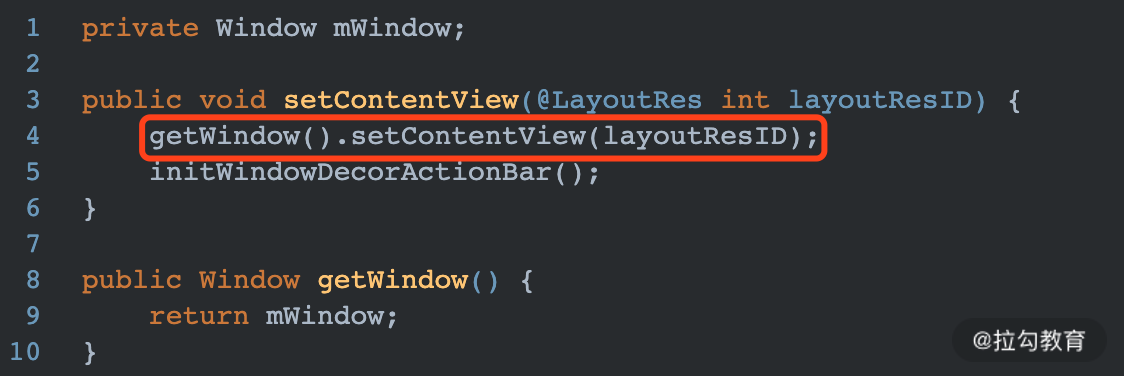 1 private Window mWindow;
2
3 public void setContentView(@LayoutRes int layoutResID) {
4 getWindow().setContentView(layoutResID);
5 initWindowDecorActionBar();
6 }
7
8 public Window getWindow() {
9 return mWindow;
10 }
@拉勾教育